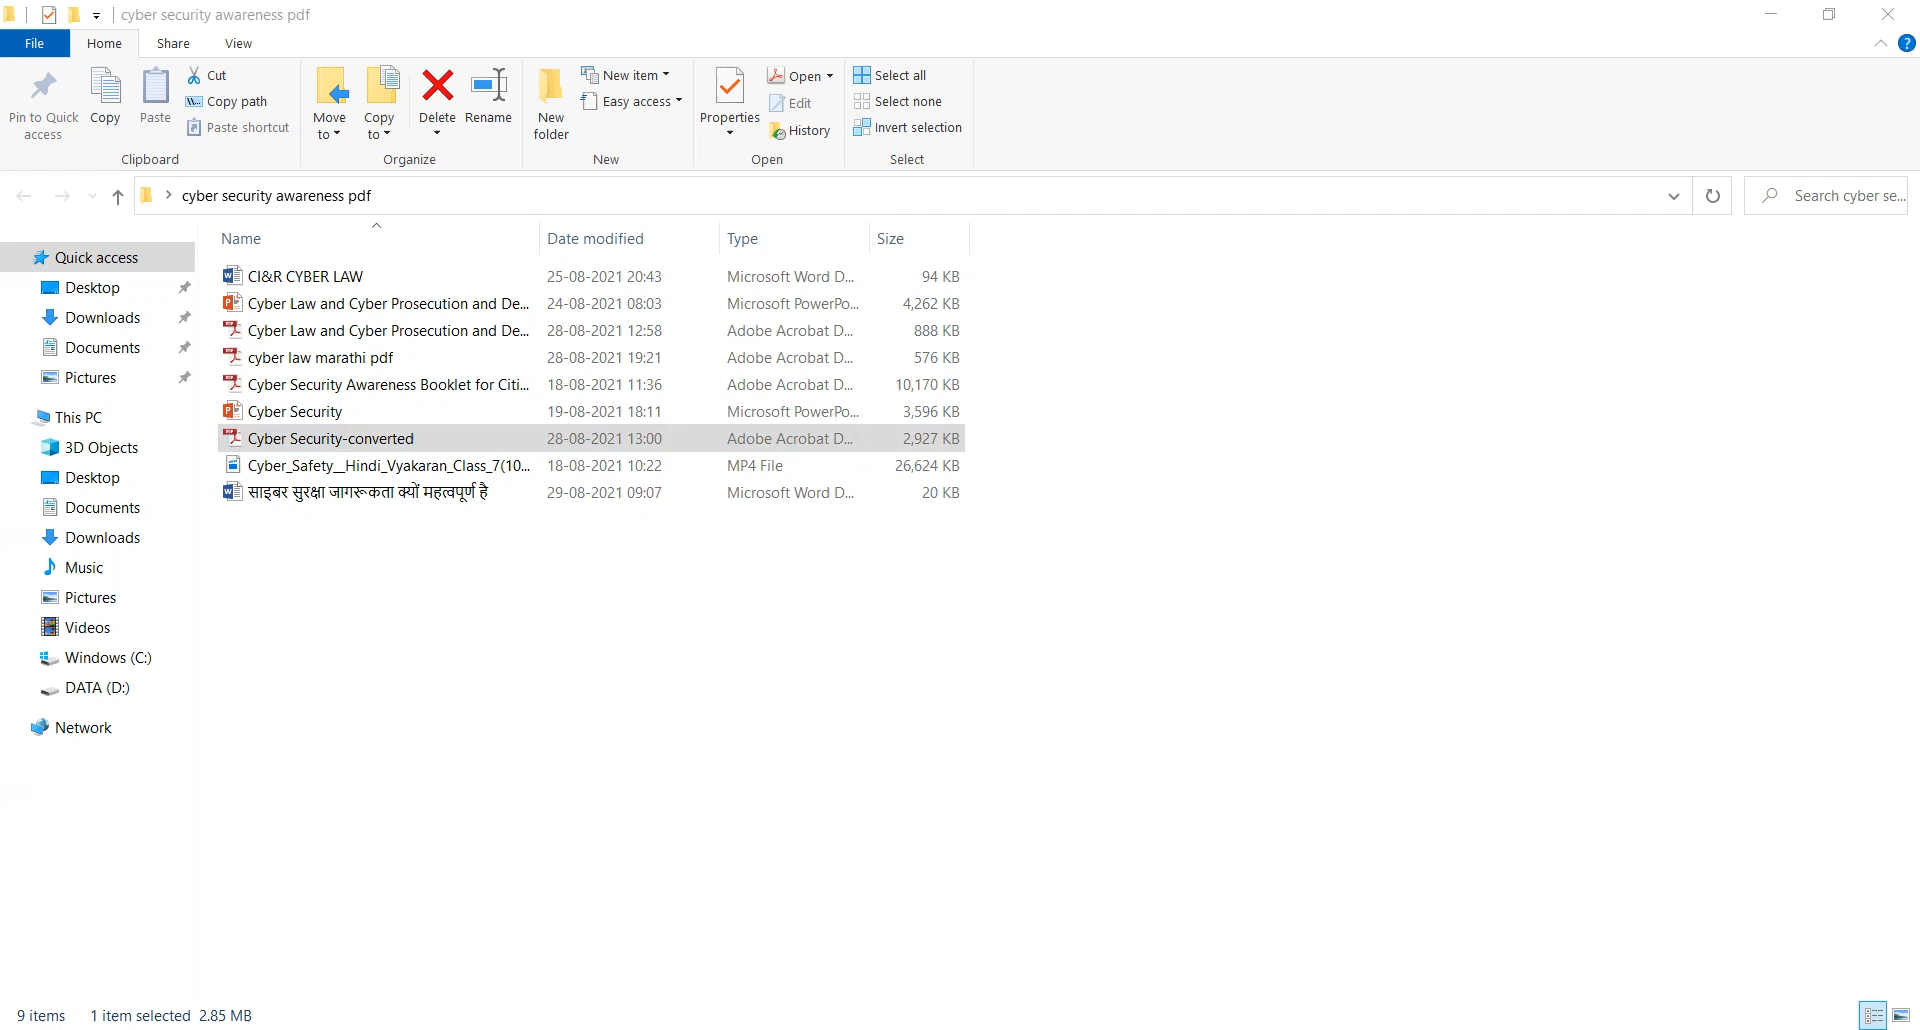 cyber security awareness pdf
File Home Share View
Pin to Quick access
Copy
Paste
Cut
Copy path
Paste shortcut
Clipboard
Move to
Copy to
Delete
Rename
Organize
New folder
New item
Easy access
New
Properties
Open
Edit
History
Open
Select all
Select none
Invert selection
Select
cyber security awareness pdf
Search cyber se...
Name Date modified Type Size
CI&R CYBER LAW 25-08-2021 20:43 Microsoft Word D... 94 KB
Cyber Law and Cyber Prosecution and De... 24-08-2021 08:03 Microsoft PowerPo... 4,262 KB
Cyber Law and Cyber Prosecution and De... 28-08-2021 12:58 Adobe Acrobat D... 888 KB
cyber law marathi pdf 28-08-2021 19:21 Adobe Acrobat D... 576 KB
Cyber Security Awareness Booklet for Citi... 18-08-2021 11:36 Adobe Acrobat D... 10,170 KB
Cyber Security 19-08-2021 18:11 Microsoft PowerPo... 3,596 KB
Cyber Security-converted 28-08-2021 13:00 Adobe Acrobat D... 2,927 KB
Cyber_Safety__Hindi_Vyakaran_Class_7(10... 18-08-2021 10:22 MP4 File 26,624 KB
साइबर सुरक्षा जागरूकता क्यों महत्वपूर्ण है 29-08-2021 09:07 Microsoft Word D... 20 KB
Quick access
Desktop
Downloads
Documents
Pictures
This PC
3D Objects
Desktop
Documents
Downloads
Music
Pictures
Videos
Windows (C:)
DATA (D:)
Network
9 items 1 item selected 2.85 MB